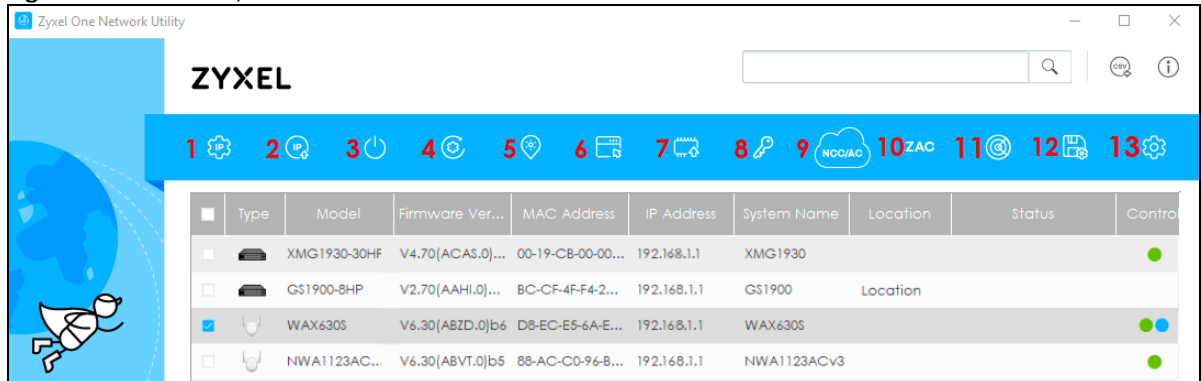 Zyxel One Network Utility
ZYXEL
CSV
1 IP 2 IP 3 4 5 6 7 8 9 NCC/AC 10 ZAC 11 12 13
Type Model Firmware Ver... MAC Address IP Address System Name Location Status Control
XMG1930-30HP V4.70(ACAS.0)... 00-19-CB-00-00... 192.168.1.1 XMG1930
GS1900-8HP V2.70(AAHI.0)... BC-CF-4F-F4-2... 192.168.1.1 GS1900 Location
WAX630S V6.30(ABZD.0)b6 D8-EC-E5-6A-E... 192.168.1.1 WAX630S
NWA1123AC... V6.30(ABVT.0)b5 88-AC-C0-96-B... 192.168.1.1 NWA1123ACv3